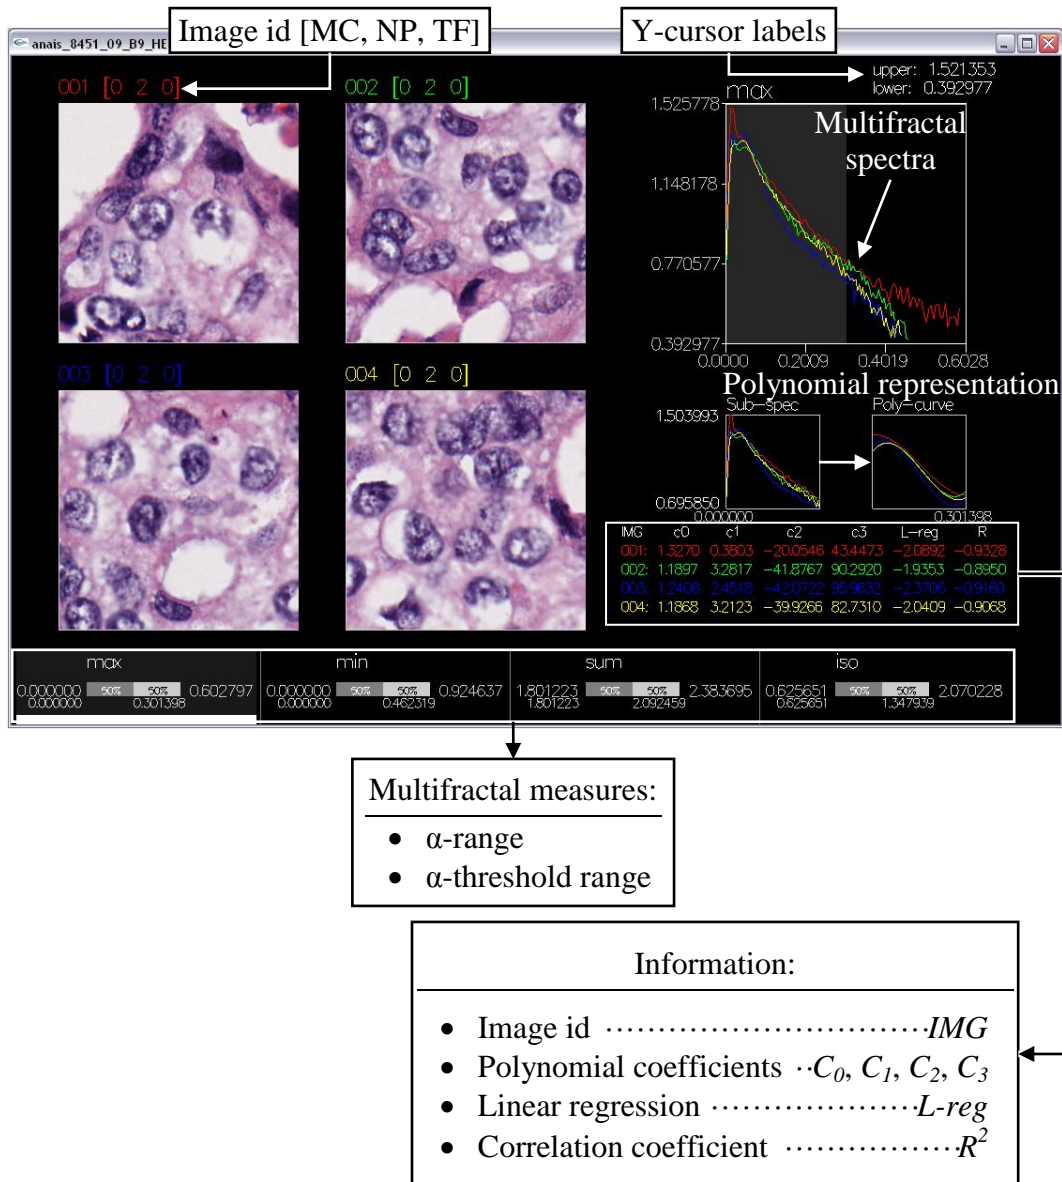 Image id [MC, NP, TF]
Y-cursor labels
anais_8451_09_B9_HE
001 [0 2 0]
002 [0 2 0]
upper: 1.521353
lower: 0.392977
max
1.525778
1.148178
0.770577
0.392977
0.0000 0.2009 0.4019 0.6028
Multifractal
spectra
003 [0 2 0]
004 [0 2 0]
Polynomial representation
Sub-spec
Poly-curve
1.503993
0.695850
0.000000
0.301398
IMG c0 c1 c2 c3 L-reg R
001: 1.3270 0.3803 -20.0546 43.4473 -2.0892 -0.9328
002: 1.1897 3.2817 -41.8767 90.2920 -1.9353 -0.8950
003: 1.2408 2.4518 -42.0722 95.9632 -2.3706 -0.9160
004: 1.1868 3.2123 -39.9266 82.7310 -2.0409 -0.9068
max
0.000000 50% 50% 0.602797
0.000000 0.301398
min
0.000000 50% 50% 0.924637
0.000000 0.462319
sum
1.801223 50% 50% 2.383695
1.801223 2.092459
iso
0.625651 50% 50% 2.070228
0.625651 1.347939
Multifractal measures:
• α-range
• α-threshold range
Information:
• Image id ································IMG
• Polynomial coefficients ··C₀, C₁, C₂, C₃
• Linear regression ·····················L-reg
• Correlation coefficient ·················R²